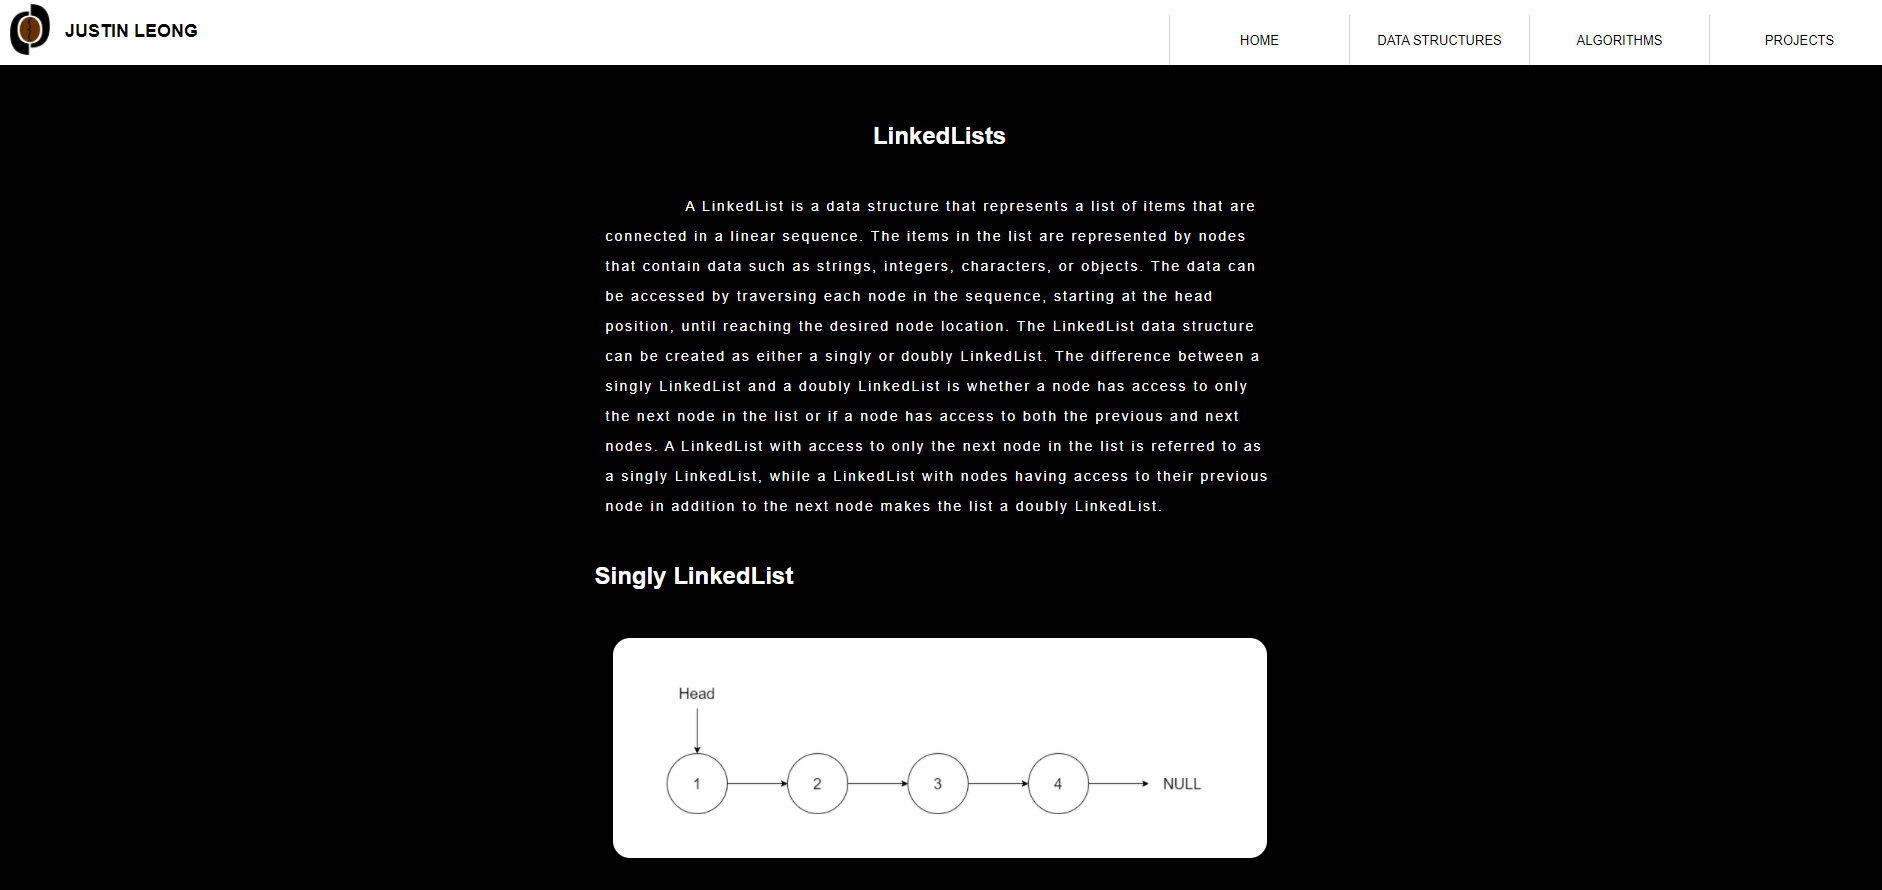 JUSTIN LEONG
HOME
DATA STRUCTURES
ALGORITHMS
PROJECTS
LinkedLists
A LinkedList is a data structure that represents a list of items that are
connected in a linear sequence. The items in the list are represented by nodes
that contain data such as strings, integers, characters, or objects. The data can
be accessed by traversing each node in the sequence, starting at the head
position, until reaching the desired node location. The LinkedList data structure
can be created as either a singly or doubly LinkedList. The difference between a
singly LinkedList and a doubly LinkedList is whether a node has access to only
the next node in the list or if a node has access to both the previous and next
nodes. A LinkedList with access to only the next node in the list is referred to as
a singly LinkedList, while a LinkedList with nodes having access to their previous
node in addition to the next node makes the list a doubly LinkedList.
Singly LinkedList
Head
1 2 3 4 NULL